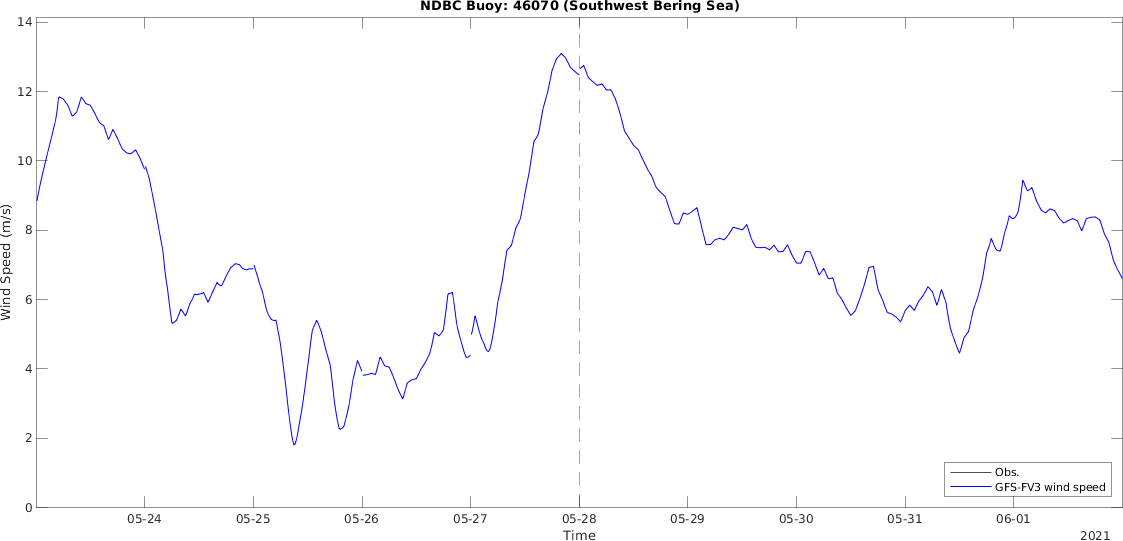 NDBC Buoy: 46070 (Southwest Bering Sea)
14
12
10
8
6
4
2
0
Wind Speed (m/s)
05-24 05-25 05-26 05-27 05-28 05-29 05-30 05-31 06-01
Time
2021
Obs.
GFS-FV3 wind speed